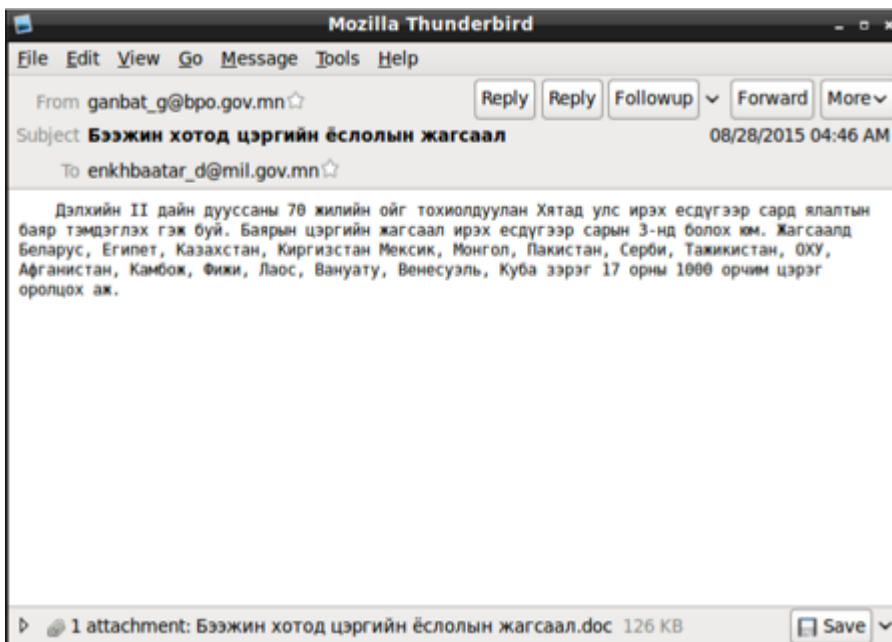 Mozilla Thunderbird
File Edit View Go Message Tools Help
From ganbat_g@bpo.gov.mn
Reply Reply Followup Forward More
Subject Бээжин хотод цэргийн ёслолын жагсаал 08/28/2015 04:46 AM
To enkhbaatar_d@mil.gov.mn
Дэлхийн II дайн дууссаны 70 жилийн ойг тохиолдуулан Хятад улс ирэх есдүгээр сард ялалтын
баяр тэмдэглэх гэж буй. Баярын цэргийн жагсаал ирэх есдүгээр сарын 3-нд болох юм. Жагсаалд
Беларус, Египет, Казахстан, Киргизстан Мексик, Монгол, Пакистан, Серби, Тажикистан, ОХУ,
Афганистан, Камбож, Фижи, Лаос, Вануату, Венесуэль, Куба зэрэг 17 орны 1000 орчим цэрэг
оролцох аж.
1 attachment: Бээжин хотод цэргийн ёслолын жагсаал.doc 126 KB Save